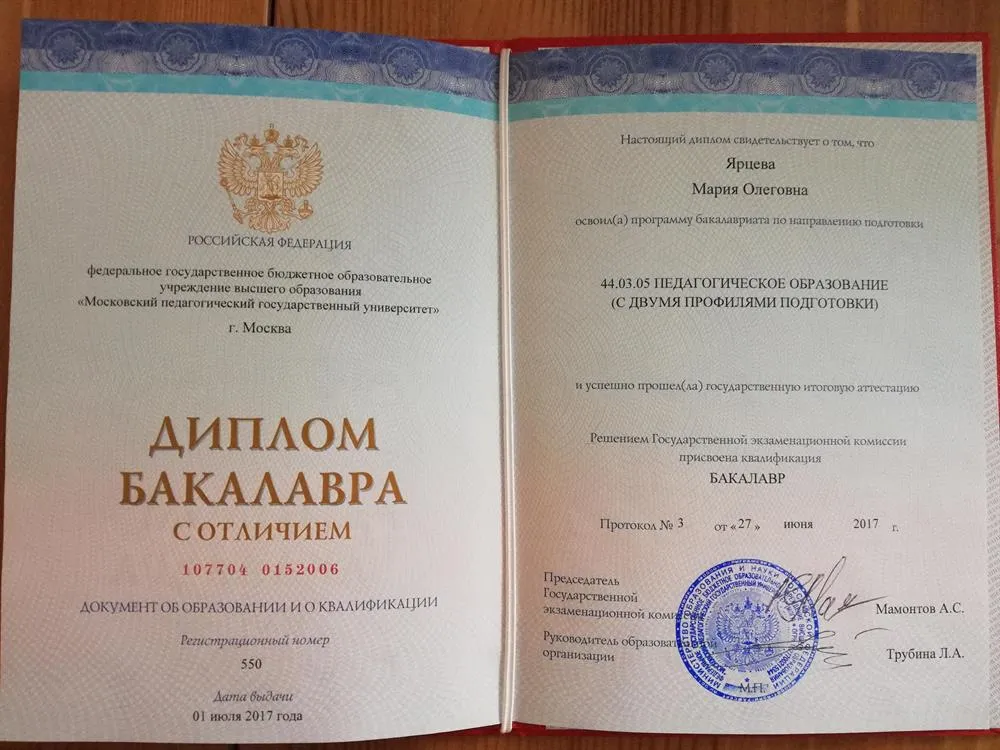 РОССИЙСКАЯ ФЕДЕРАЦИЯ
федеральное государственное бюджетное образовательное
учреждение высшего образования
«Московский педагогический государственный университет»
г. Москва
ДИПЛОМ
БАКАЛАВРА
С ОТЛИЧИЕМ
107704 0152006
ДОКУМЕНТ ОБ ОБРАЗОВАНИИ И О КВАЛИФИКАЦИИ
Регистрационный номер
550
Дата выдачи
01 июля 2017 года
Настоящий диплом свидетельствует о том, что
Ярцева
Мария Олеговна
освоил(а) программу бакалавриата по направлению подготовки
44.03.05 ПЕДАГОГИЧЕСКОЕ ОБРАЗОВАНИЕ
(С ДВУМЯ ПРОФИЛЯМИ ПОДГОТОВКИ)
и успешно прошел(ла) государственную итоговую аттестацию
Решением Государственной экзаменационной комиссии
присвоена квалификация
БАКАЛАВР
Протокол № 3 от «27» июня 2017 г.
Председатель
Государственной
экзаменационной коми
Мамонтов А.С.
Руководитель образовательной
организации
Трубина Л.А.
М.П.